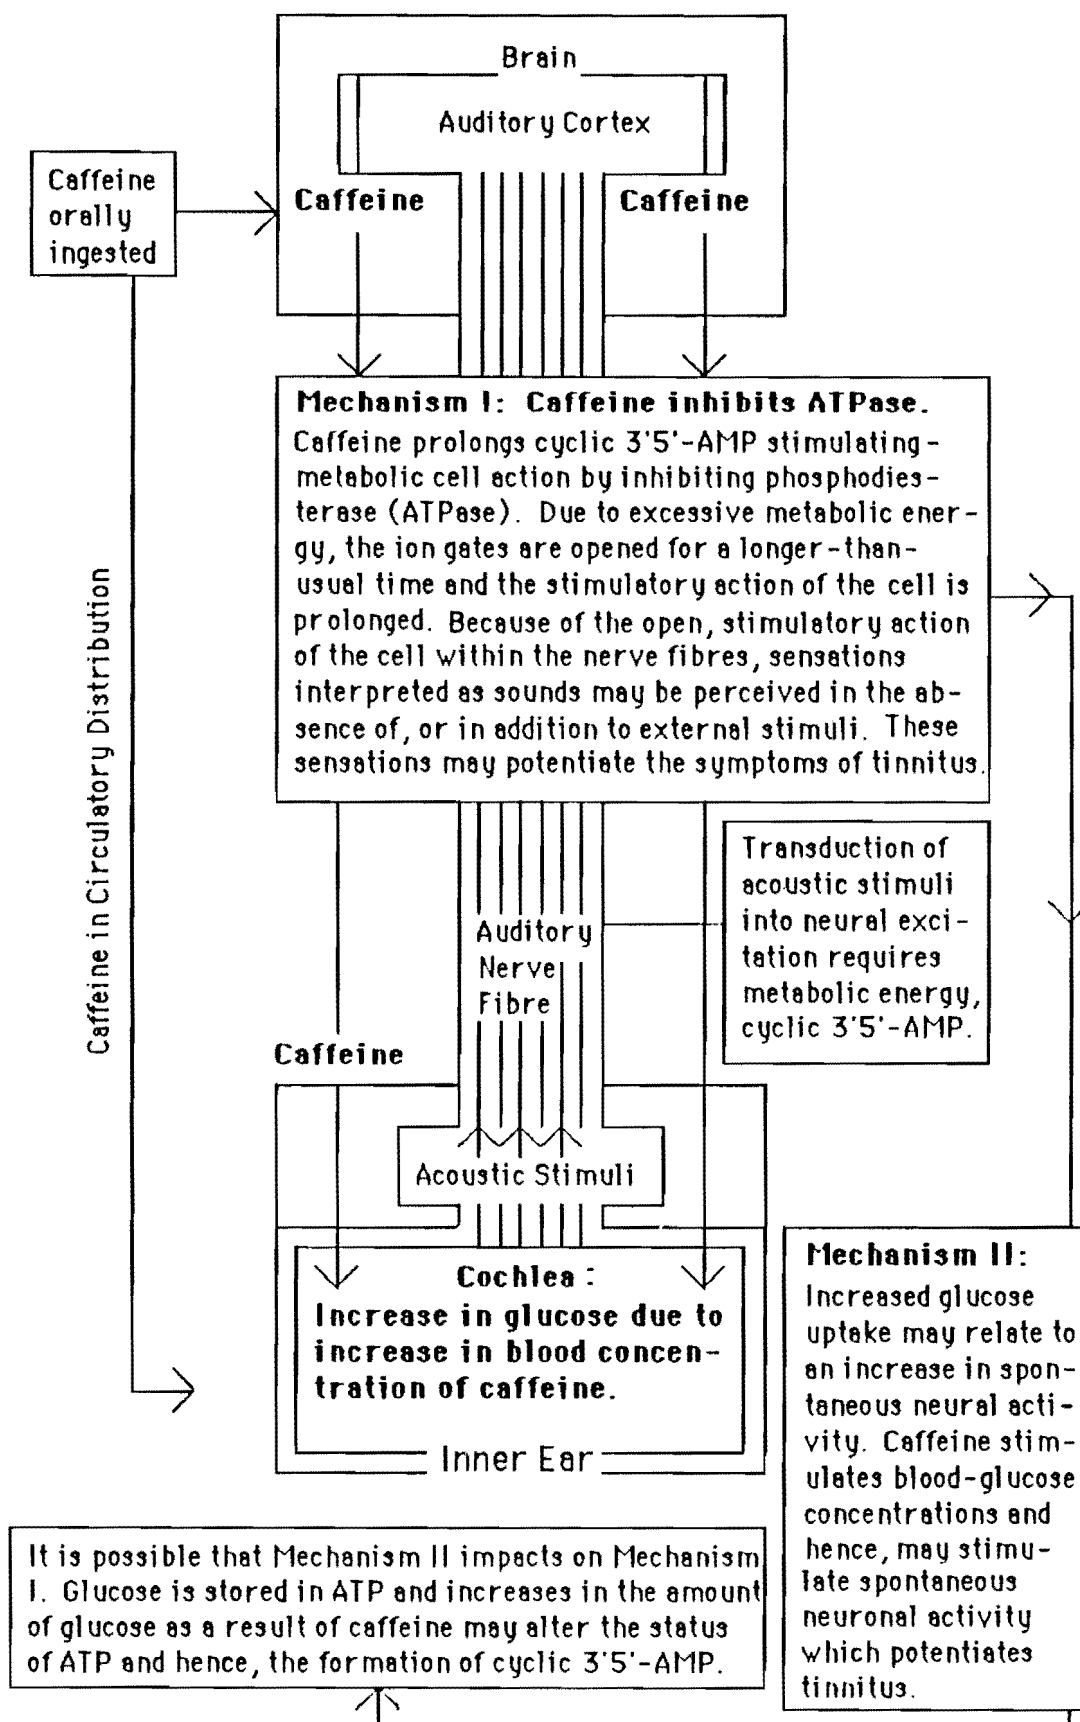 Brain
Auditory Cortex
Caffeine
orally
ingested
Caffeine
Caffeine
Mechanism I: Caffeine inhibits ATPase.
Caffeine prolongs cyclic 3'5'-AMP stimulating-
metabolic cell action by inhibiting phosphodies-
terase (ATPase). Due to excessive metabolic ener-
gy, the ion gates are opened for a longer-than-
usual time and the stimulatory action of the cell is
prolonged. Because of the open, stimulatory action
of the cell within the nerve fibres, sensations
interpreted as sounds may be perceived in the ab-
sence of, or in addition to external stimuli. These
sensations may potentiate the symptoms of tinnitus.
Caffeine in Circulatory Distribution
Transduction of
acoustic stimuli
into neural exci-
tation requires
metabolic energy,
cyclic 3'5'-AMP.
Auditory
Nerve
Fibre
Caffeine
Acoustic Stimuli
Cochlea :
Increase in glucose due to
increase in blood concen-
tration of caffeine.
Inner Ear
Mechanism II:
Increased glucose
uptake may relate to
an increase in spon-
taneous neural acti-
vity. Caffeine stim-
ulates blood-glucose
concentrations and
hence, may stimu-
late spontaneous
neuronal activity
which potentiates
tinnitus.
It is possible that Mechanism II impacts on Mechanism
I. Glucose is stored in ATP and increases in the amount
of glucose as a result of caffeine may alter the status
of ATP and hence, the formation of cyclic 3'5'-AMP.